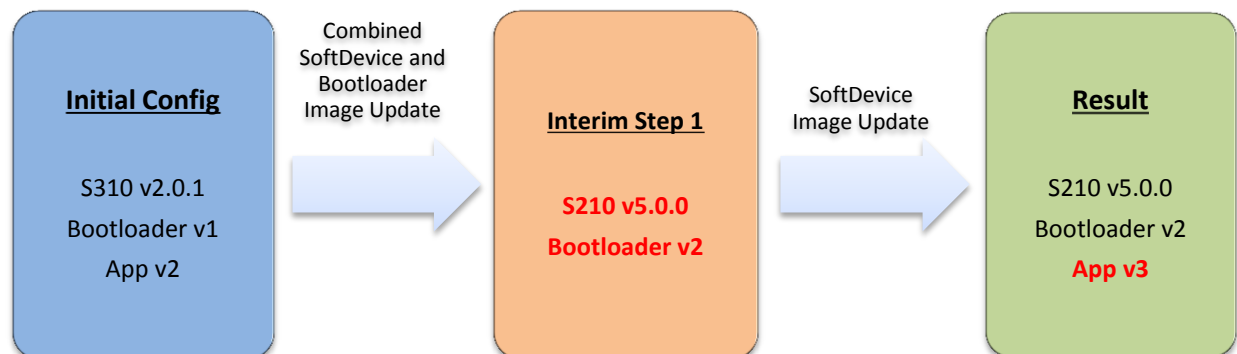 Initial Config
S310 v2.0.1
Bootloader v1
App v2
Combined
SoftDevice and
Bootloader
Image Update
Interim Step 1
S210 v5.0.0
Bootloader v2
SoftDevice
Image Update
Result
S210 v5.0.0
Bootloader v2
App v3